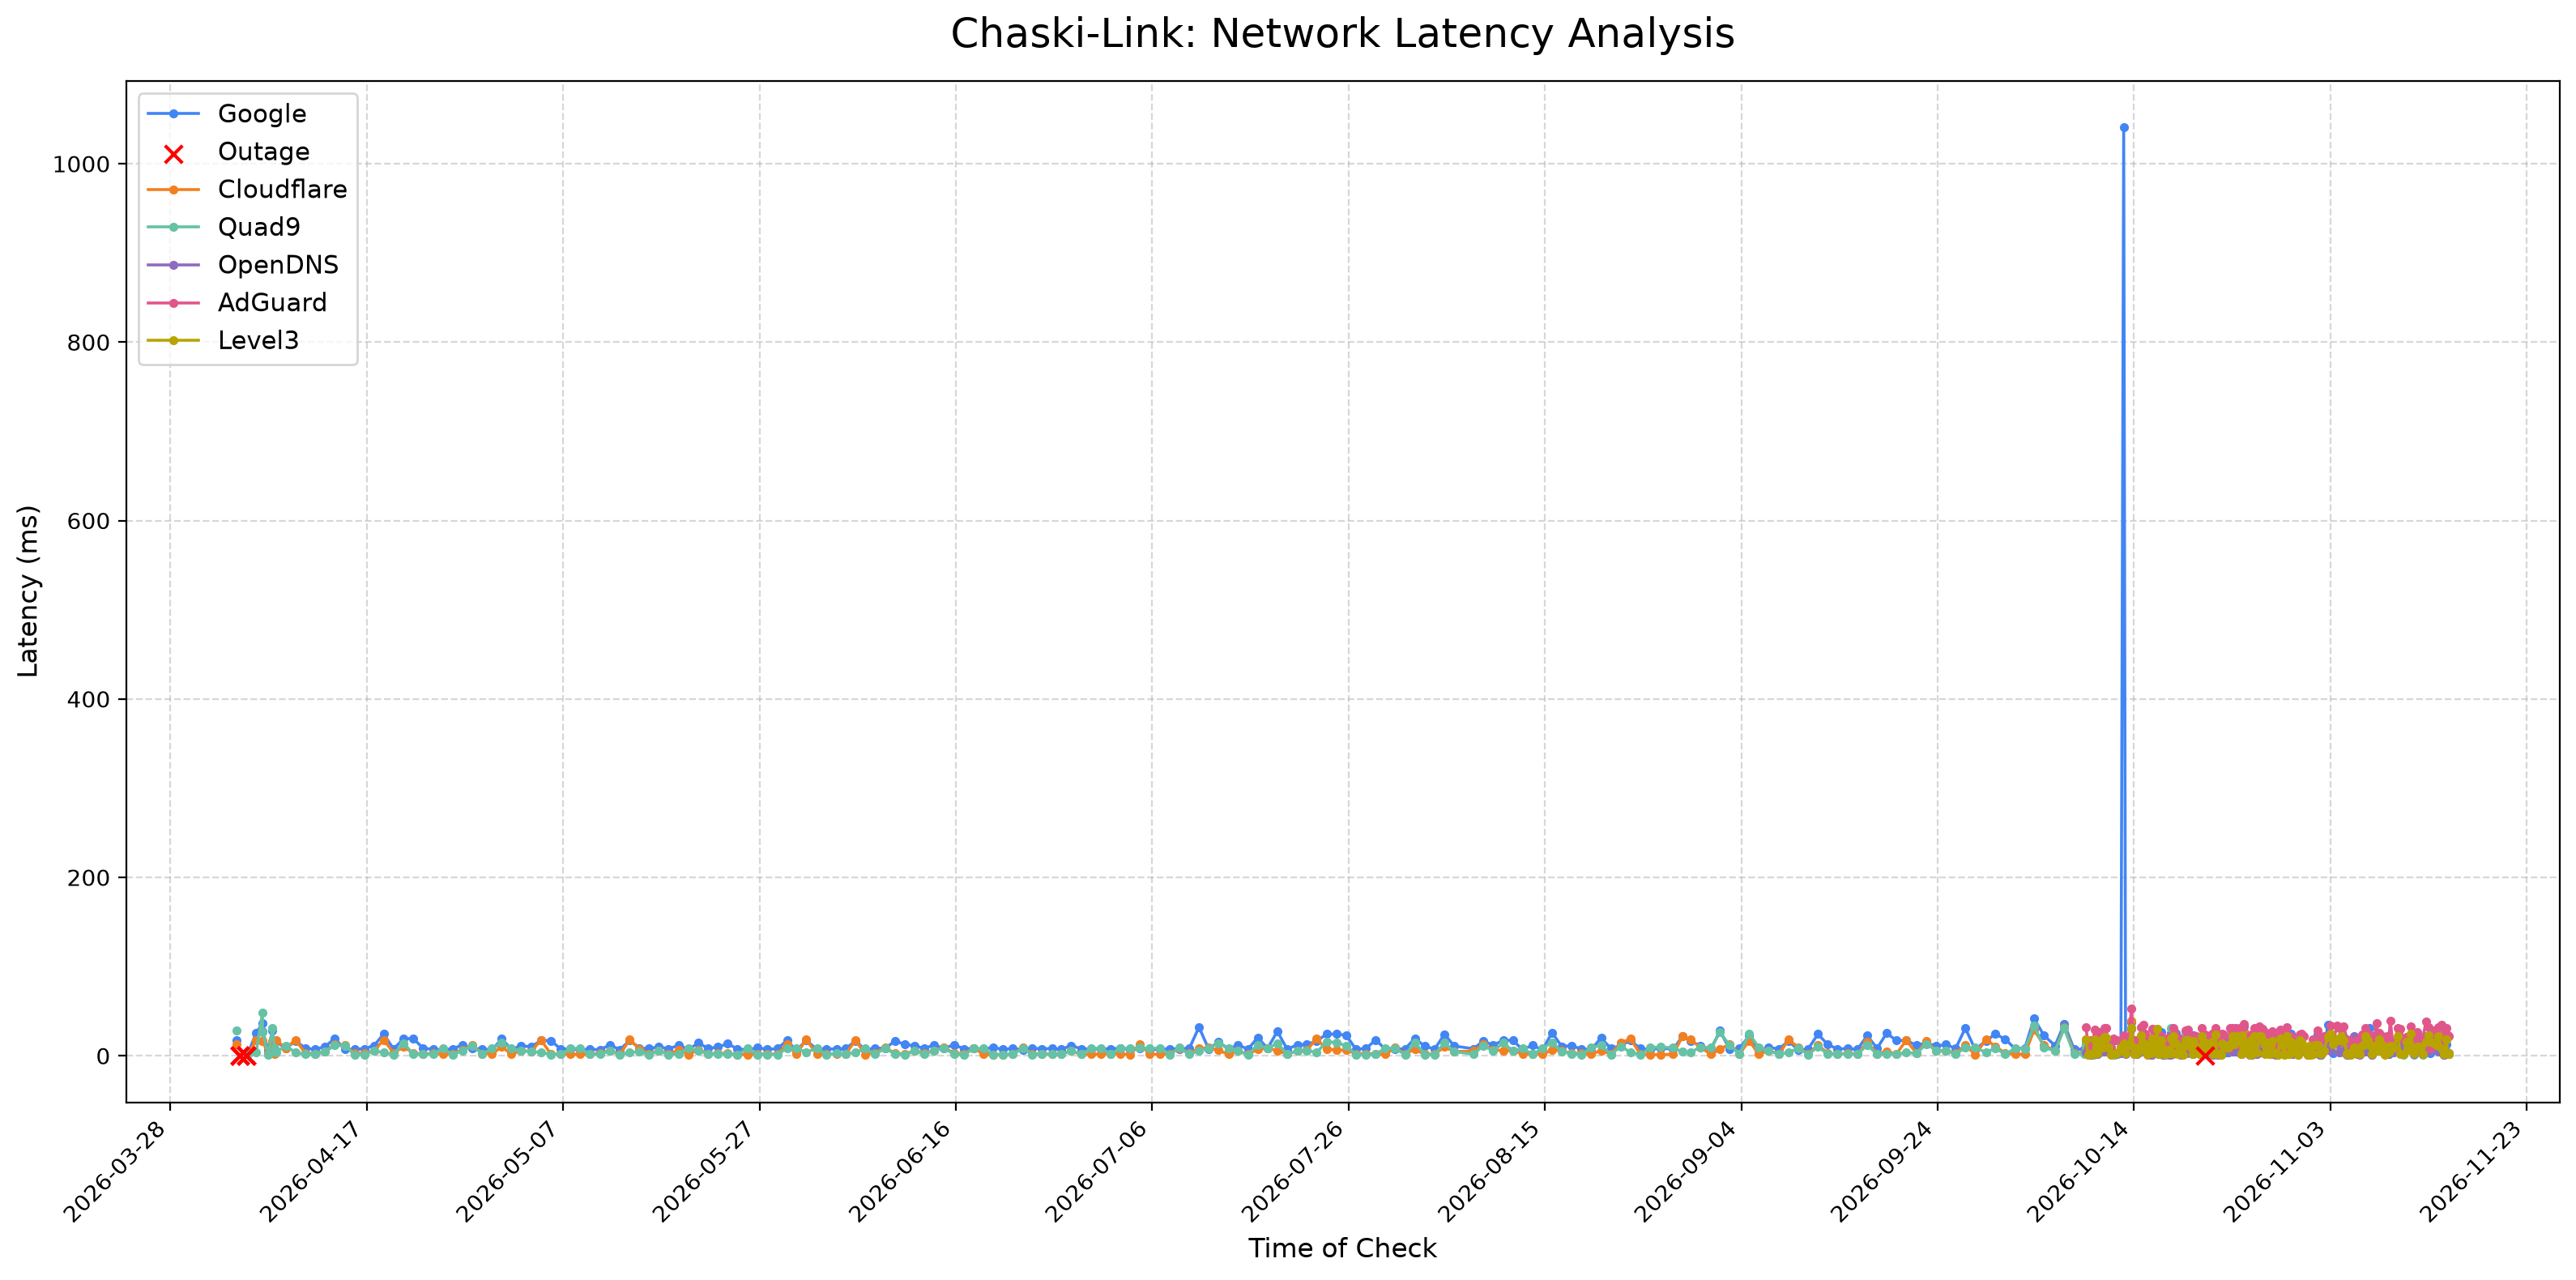 Chaski-Link: Network Latency Analysis
Google
Outage
Cloudflare
Quad9
OpenDNS
AdGuard
Level3
Latency (ms)
1000
800
600
400
200
0
2026-03-28
2026-04-17
2026-05-07
2026-05-27
2026-06-16
2026-07-06
2026-07-26
2026-08-15
2026-09-04
2026-09-24
2026-10-14
2026-11-03
2026-11-23
Time of Check